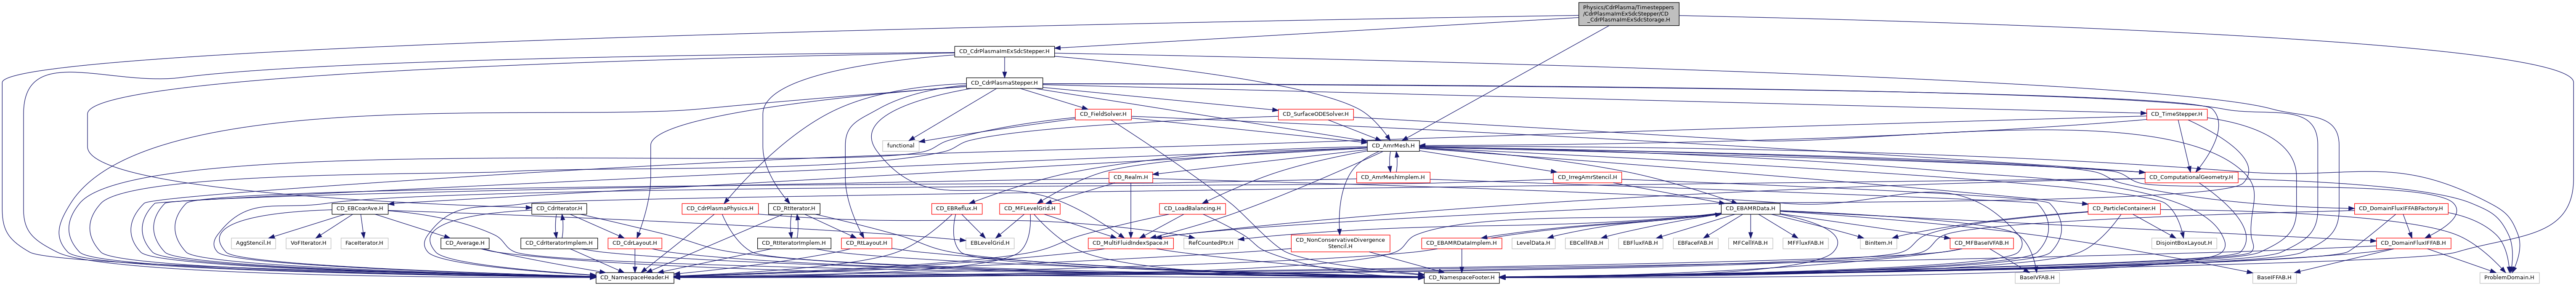 Physics/CdrPlasma/Timesteppers
/CdrPlasmaImExSdcStepper/CD
_CdrPlasmaImExSdcStorage.H
CD_CdrPlasmaImExSdcStepper.H
CD_CdrPlasmaStepper.H
CD_FieldSolver.H
CD_SurfaceODESolver.H
CD_TimeStepper.H
functional
CD_AmrMesh.H
CD_Realm.H
CD_AmrMeshImplem.H
CD_IrregAmrStencil.H
CD_ComputationalGeometry.H
CD_EBCoarAve.H
CD_CdrIterator.H
CD_CdrPlasmaPhysics.H
CD_RtIterator.H
CD_EBReflux.H
CD_MFLevelGrid.H
CD_LoadBalancing.H
CD_EBAMRData.H
CD_ParticleContainer.H
CD_DomainFluxIFFABFactory.H
AggStencil.H
VoFIterator.H
FaceIterator.H
CD_Average.H
CD_CdrIteratorImplem.H
CD_CdrLayout.H
CD_RtIteratorImplem.H
CD_RtLayout.H
EBLevelGrid.H
CD_MultiFluidIndexSpace.H
RefCountedPtr.H
CD_NonConservativeDivergence
Stencil.H
CD_EBAMRDataImplem.H
LevelData.H
EBCellFAB.H
EBFluxFAB.H
EBFaceFAB.H
MFCellFAB.H
MFFluxFAB.H
BinItem.H
CD_MFBaseIVFAB.H
DisjointBoxLayout.H
CD_DomainFluxIFFAB.H
CD_NamespaceHeader.H
CD_NamespaceFooter.H
BaseIVFAB.H
BaseIFFAB.H
ProblemDomain.H